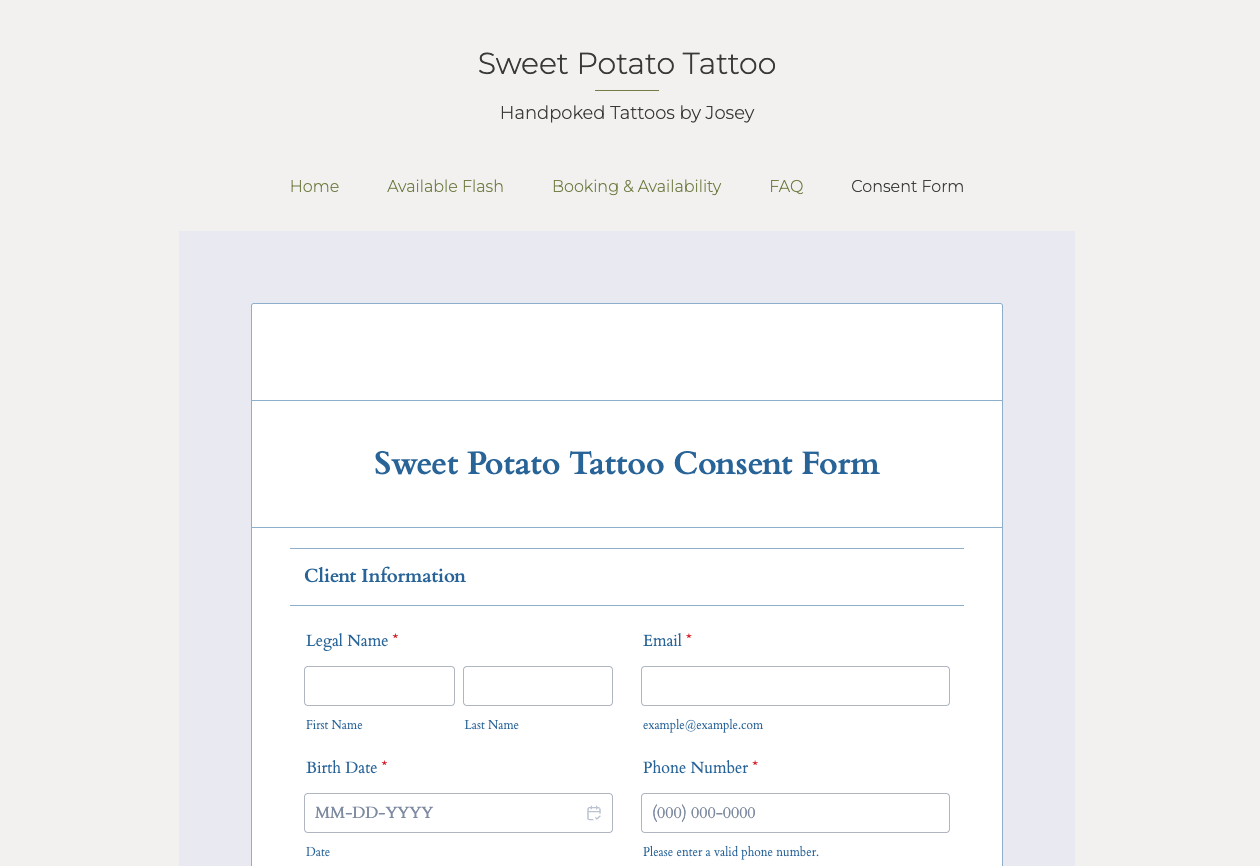 Sweet Potato Tattoo
Handpoked Tattoos by Josey
Home Available Flash Booking & Availability FAQ Consent Form
Sweet Potato Tattoo Consent Form
Client Information
Legal Name * Email *
First Name Last Name example@example.com
Birth Date * Phone Number *
MM-DD-YYYY (000) 000-0000
Date Please enter a valid phone number.